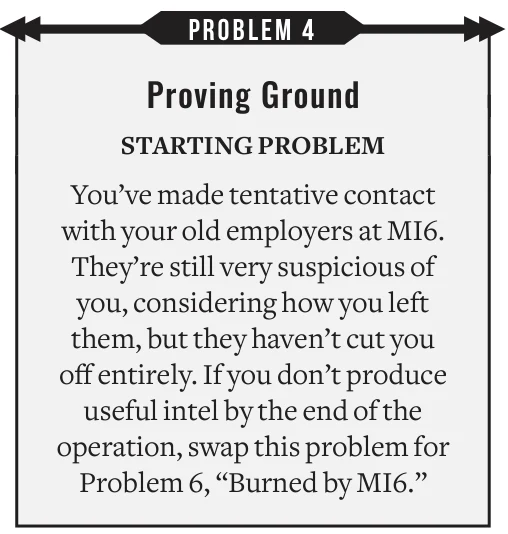 PROBLEM 4
Proving Ground
STARTING PROBLEM
You’ve made tentative contact
with your old employers at MI6.
They’re still very suspicious of
you, considering how you left
them, but they haven’t cut you
off entirely. If you don’t produce
useful intel by the end of the
operation, swap this problem for
Problem 6, “Burned by MI6.”